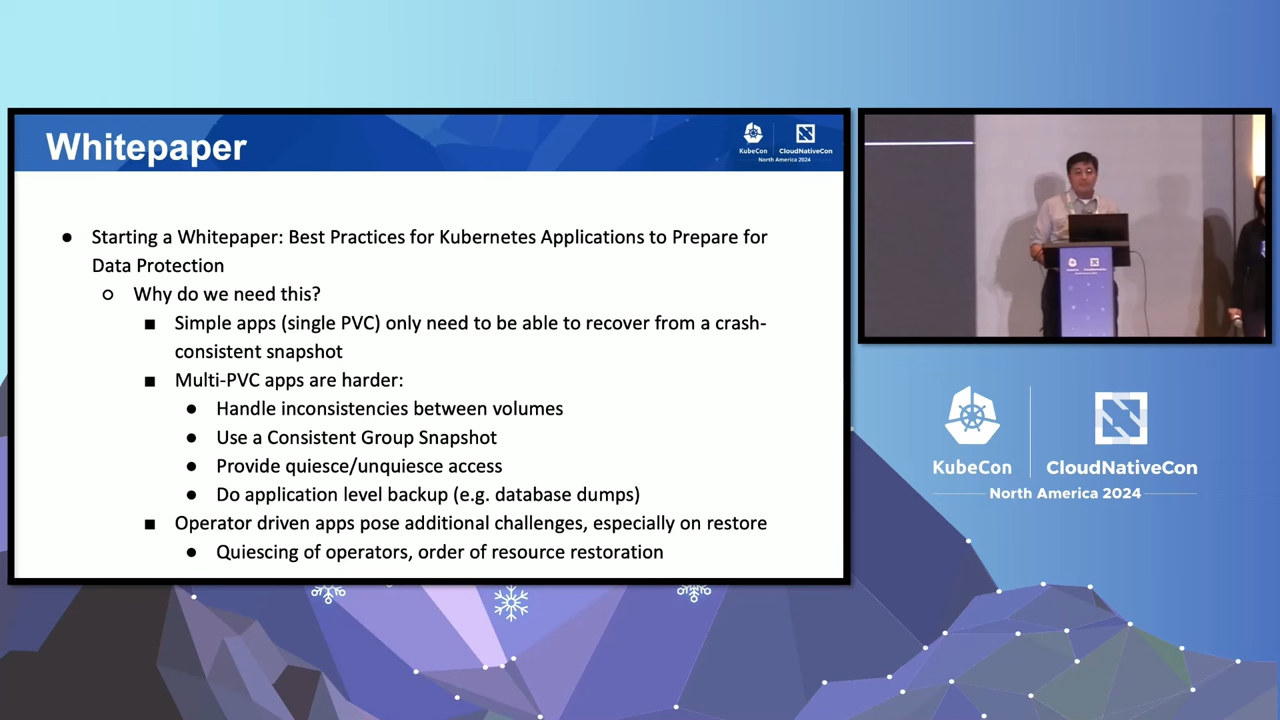 Whitepaper
KubeCon
CloudNativeCon
North America 2024
● Starting a Whitepaper: Best Practices for Kubernetes Applications to Prepare for
Data Protection
○ Why do we need this?
■ Simple apps (single PVC) only need to be able to recover from a crash-
consistent snapshot
■ Multi-PVC apps are harder:
● Handle inconsistencies between volumes
● Use a Consistent Group Snapshot
● Provide quiesce/unquiesce access
● Do application level backup (e.g. database dumps)
■ Operator driven apps pose additional challenges, especially on restore
● Quiescing of operators, order of resource restoration
KubeCon
CloudNativeCon
North America 2024